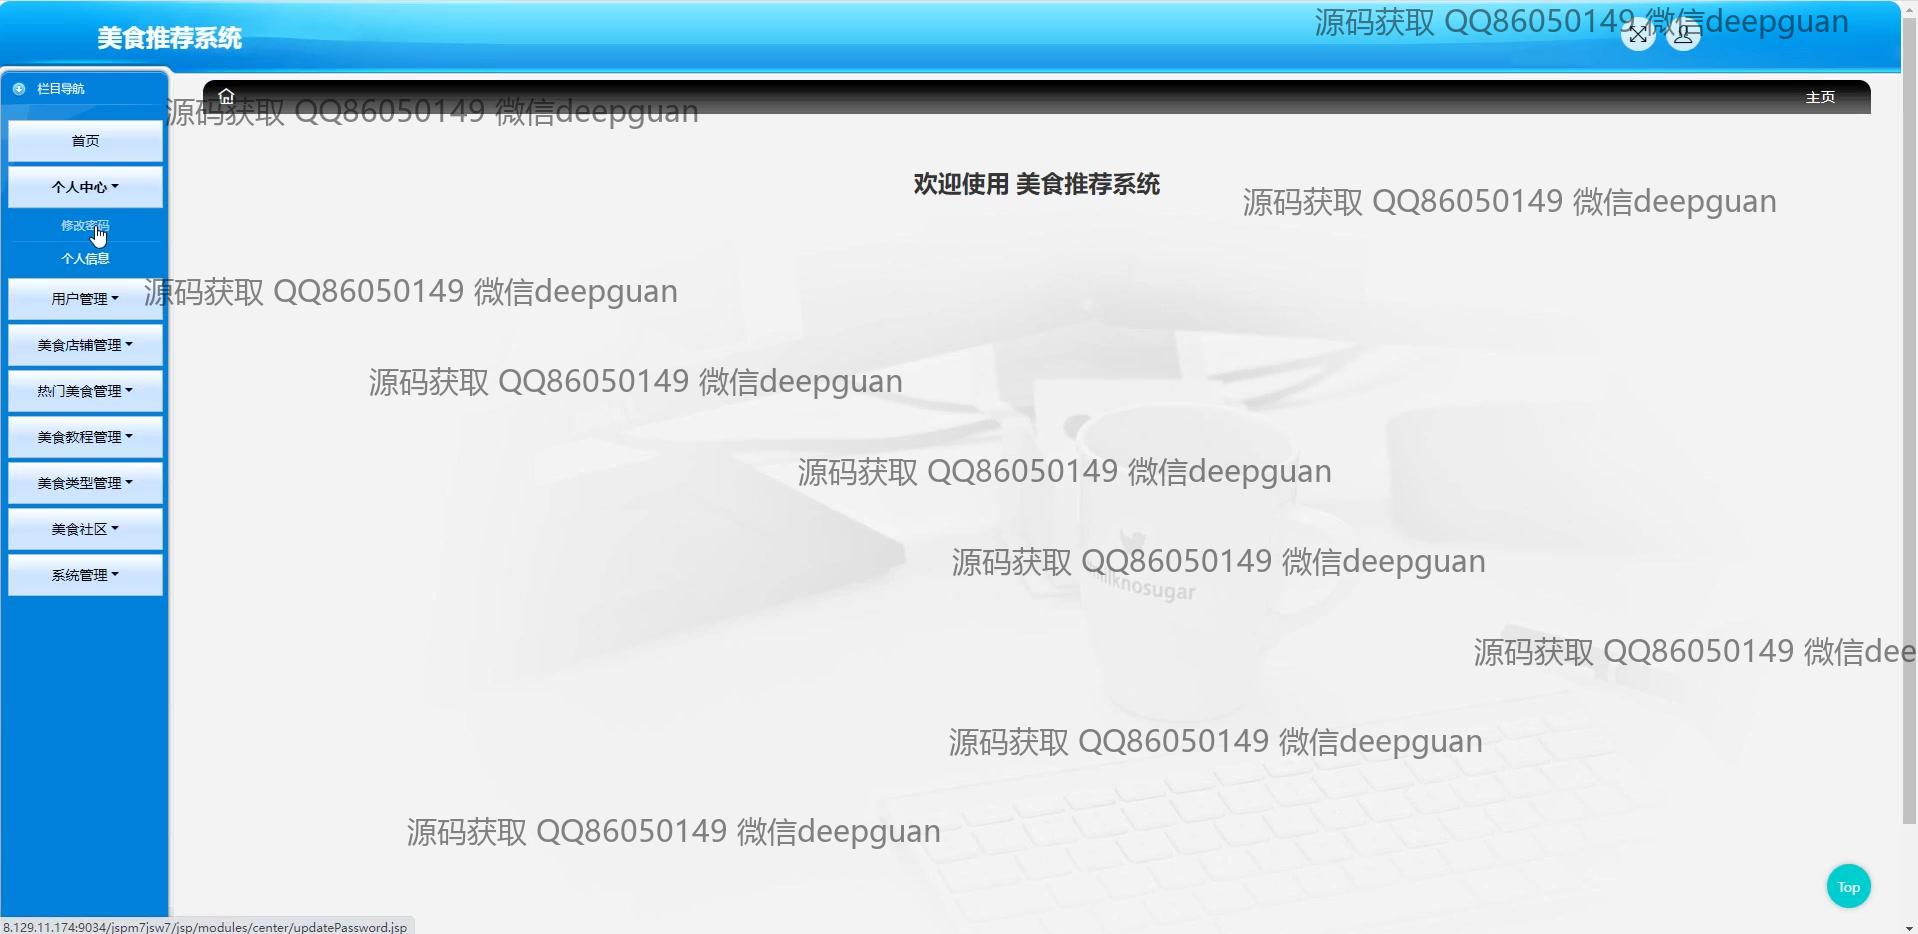 源码获取 QQ86050149 微信deepguan
美食推荐系统
栏目导航
主页
源码获取 QQ86050149 微信deepguan
首页
个人中心
欢迎使用 美食推荐系统
源码获取 QQ86050149 微信deepguan
修改密码
个人信息
用户管理
源码获取 QQ86050149 微信deepguan
美食店铺管理
热门美食管理
源码获取 QQ86050149 微信deepguan
美食教程管理
美食类型管理
源码获取 QQ86050149 微信deepguan
美食社区
源码获取 QQ86050149 微信deepguan
系统管理
milknosugar
源码获取 QQ86050149 微信dee
源码获取 QQ86050149 微信deepguan
源码获取 QQ86050149 微信deepguan
Top
8.129.11.174:9034/jspm7jsw7/jsp/modules/center/updatePassword.jsp